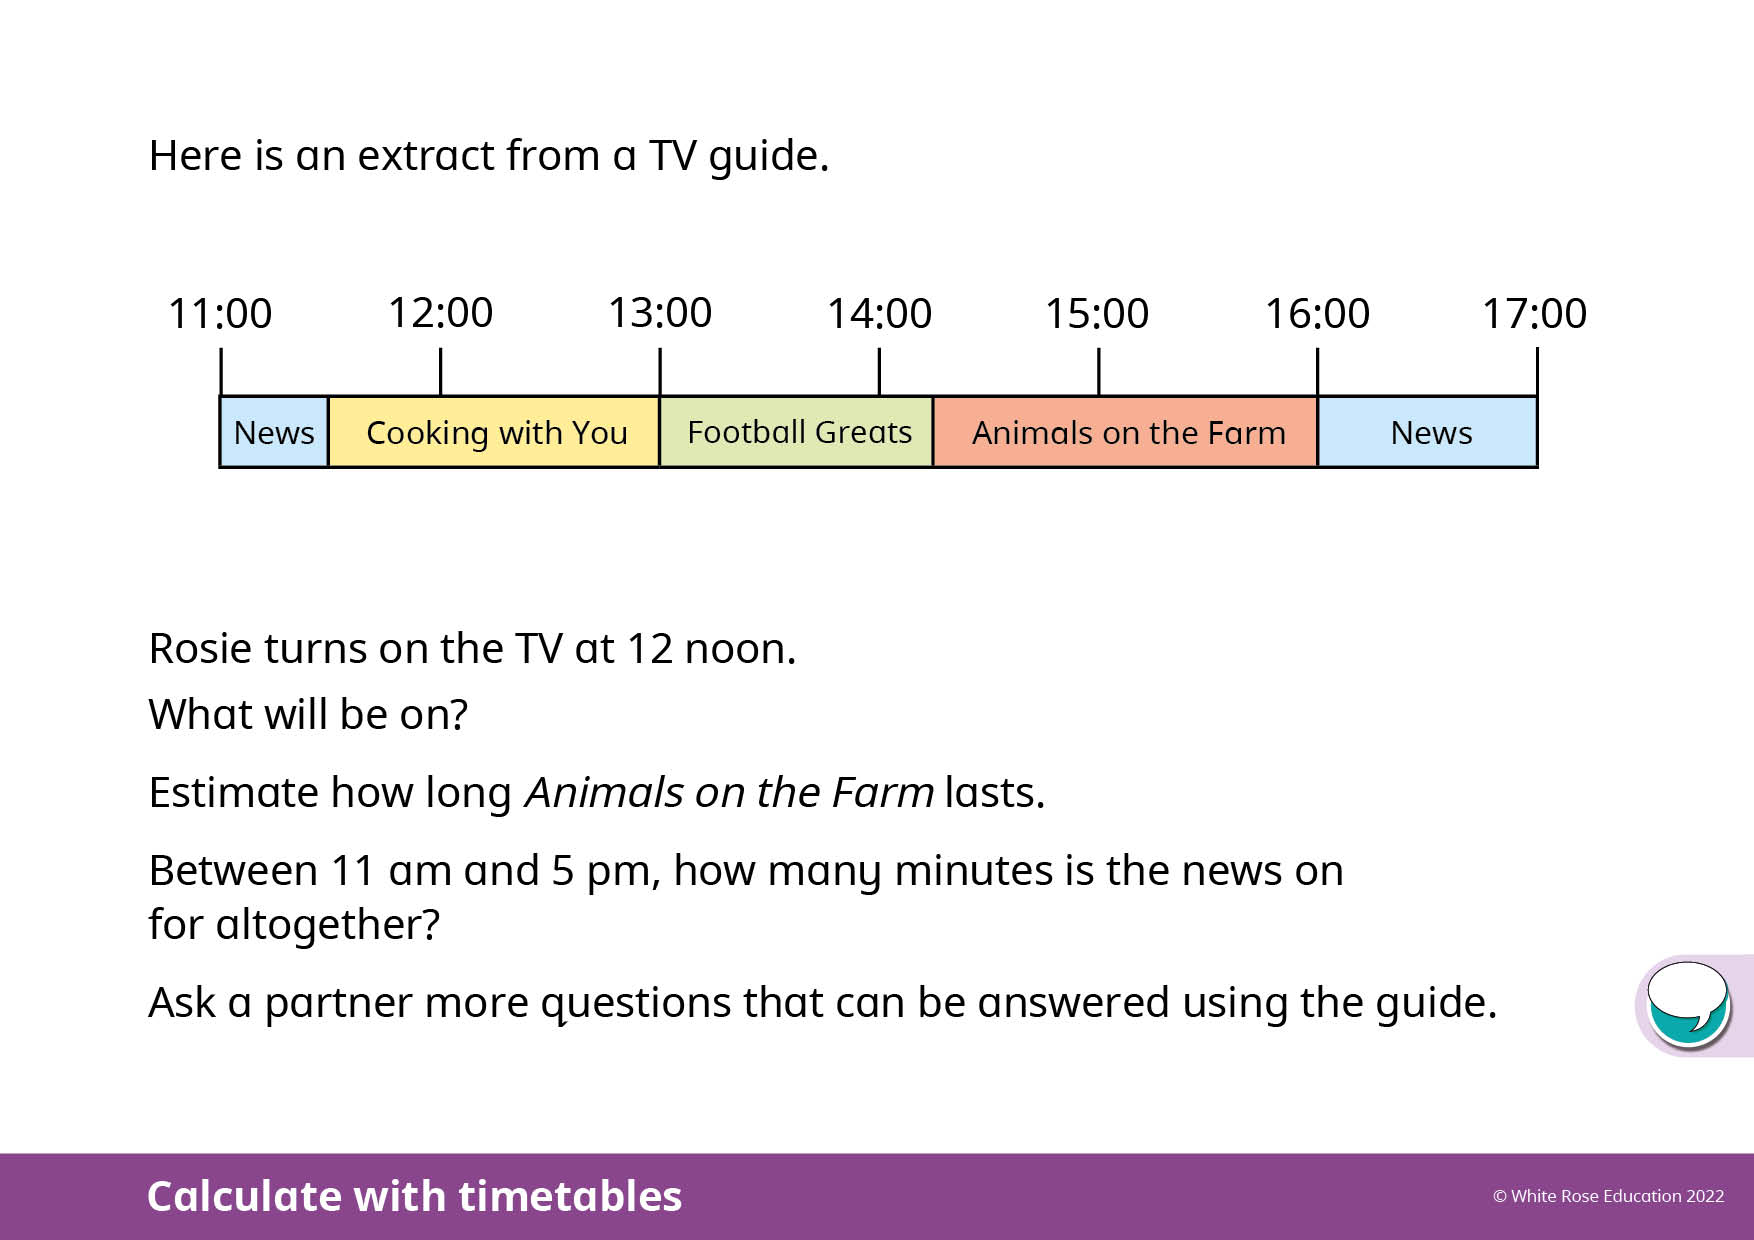 Here is an extract from a TV guide.
11:00 12:00 13:00 14:00 15:00 16:00 17:00
News Cooking with You Football Greats Animals on the Farm News
Rosie turns on the TV at 12 noon.
What will be on?
Estimate how long Animals on the Farm lasts.
Between 11 am and 5 pm, how many minutes is the news on
for altogether?
Ask a partner more questions that can be answered using the guide.
Calculate with timetables
© White Rose Education 2022